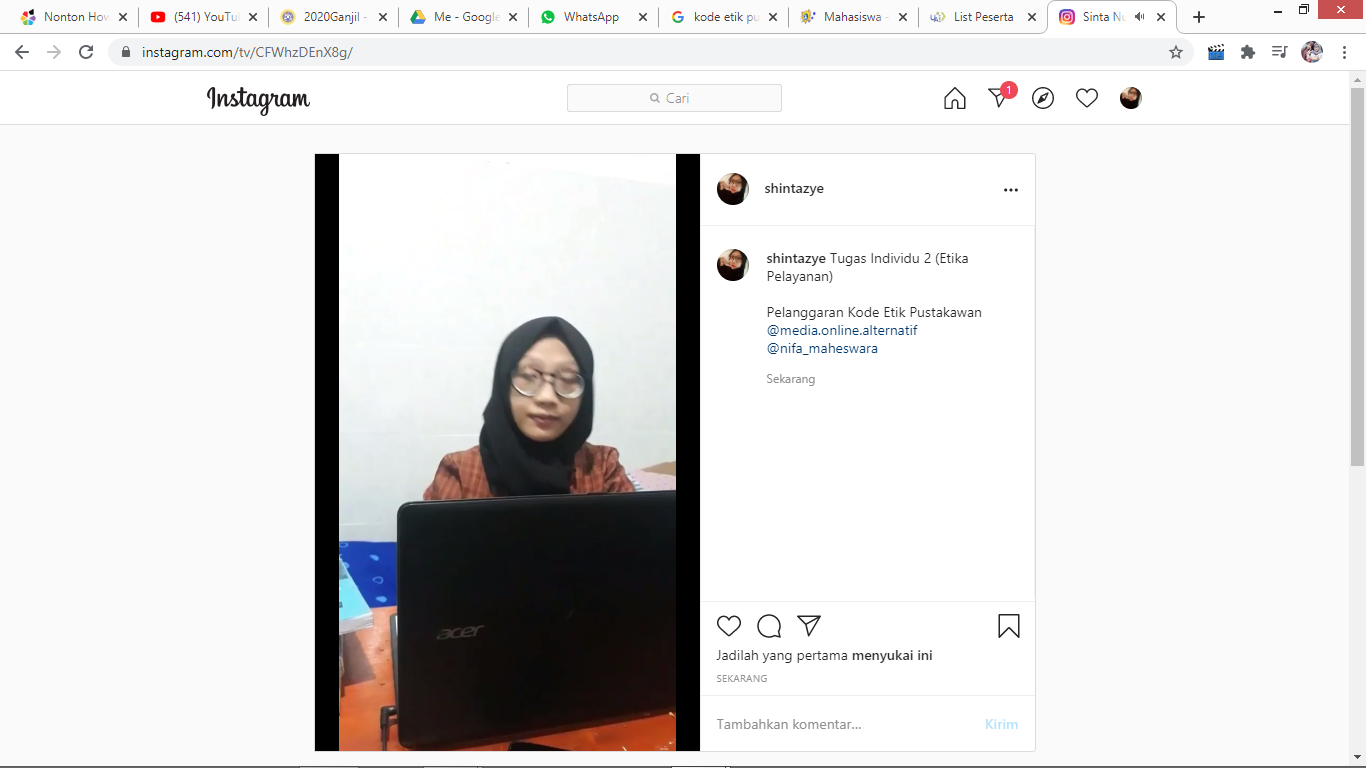 Nonton How
(541) YouTu
2020Ganjil -
Me - Google
WhatsApp
kode etik pu
Mahasiswa -
List Peserta
Sinta Nu
instagram.com/tv/CFWhzDEnX8g/
Instagram
Cari
1
shintazye
shintazye Tugas Individu 2 (Etika
Pelayanan)
Pelanggaran Kode Etik Pustakawan
@media.online.alternatif
@nifa_maheswara
Sekarang
acer
Jadilah yang pertama menyukai ini
SEKARANG
Tambahkan komentar...
Kirim